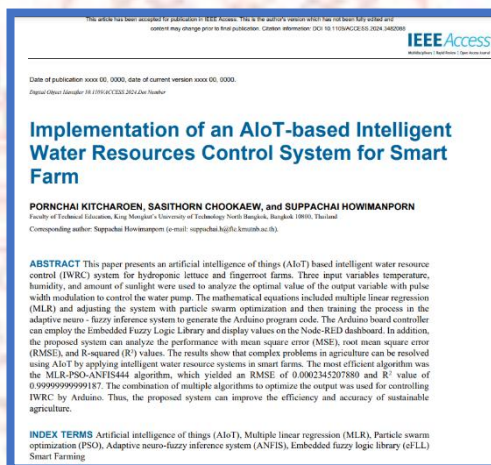 This article has been accepted for publication in IEEE Access. This is the author's version which has not been fully edited and
content may change prior to final publication. Citation information: DOI 10.1109/ACCESS.2024.3482088
IEEE Access
Multidisciplinary | Rapid Review | Open Access Journal
Date of publication xxxx 00, 0000, date of current version xxxx 00, 0000.
Digital Object Identifier 10.1109/ACCESS.2024.Doi Number
Implementation of an AIoT-based Intelligent
Water Resources Control System for Smart
Farm
PORNCHAI KITCHAROEN, SASITHORN CHOOKAEW, and SUPPACHAI HOWIMANPORN
Faculty of Technical Education, King Mongkut's University of Technology North Bangkok, Bangkok 10800, Thailand
Corresponding author: Suppachai Howimanporn (e-mail: suppachai.h@fte.kmutnb.ac.th).
ABSTRACT This paper presents an artificial intelligence of things (AIoT) based intelligent water resource
control (IWRC) system for hydroponic lettuce and fingerroot farms. Three input variables temperature,
humidity, and amount of sunlight were used to analyze the optimal value of the output variable with pulse
width modulation to control the water pump. The mathematical equations included multiple linear regression
(MLR) and adjusting the system with particle swarm optimization and then training the process in the
adaptive neuro - fuzzy inference system to generate the Arduino program code. The Arduino board controller
can employ the Embedded Fuzzy Logic Library and display values on the Node-RED dashboard. In addition,
the proposed system can analyze the performance with mean square error (MSE), root mean square error
(RMSE), and R-squared (R²) values. The results show that complex problems in agriculture can be resolved
using AIoT by applying intelligent water resource systems in smart farms. The most efficient algorithm was
the MLR-PSO-ANFIS444 algorithm, which yielded an RMSE of 0.0002345207880 and R² value of
0.99999999999187. The combination of multiple algorithms to optimize the output was used for controlling
IWRC by Arduino. Thus, the proposed system can improve the efficiency and accuracy of sustainable
agriculture.
INDEX TERMS Artificial intelligence of things (AIoT), Multiple linear regression (MLR), Particle swarm
optimization (PSO), Adaptive neuro-fuzzy inference system (ANFIS), Embedded fuzzy logic library (eFLL)
Smart Farming